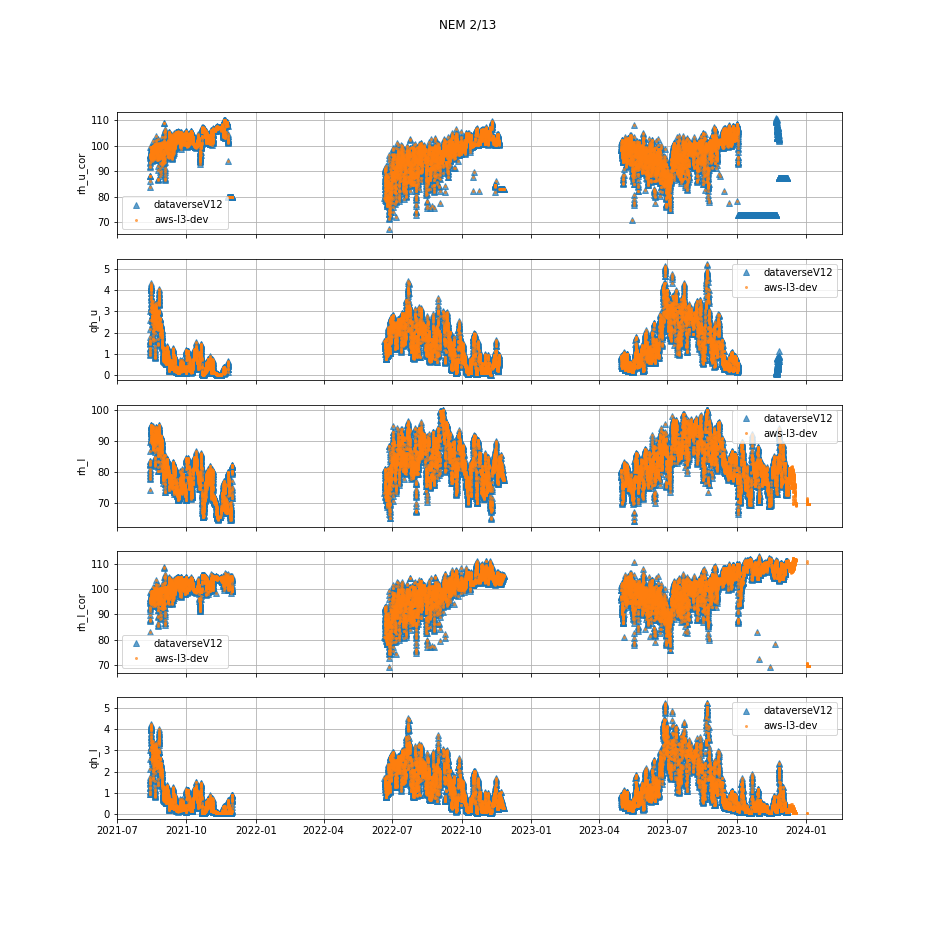 NEM 2/13
110
100
90
80
70
rh_u_cor
dataverseV12
aws-l3-dev
5
4
3
2
1
0
qh_u
dataverseV12
aws-l3-dev
100
90
80
70
rh_l
dataverseV12
aws-l3-dev
110
100
90
80
70
rh_l_cor
dataverseV12
aws-l3-dev
5
4
3
2
1
0
qh_l
dataverseV12
aws-l3-dev
2021-07 2021-10 2022-01 2022-04 2022-07 2022-10 2023-01 2023-04 2023-07 2023-10 2024-01